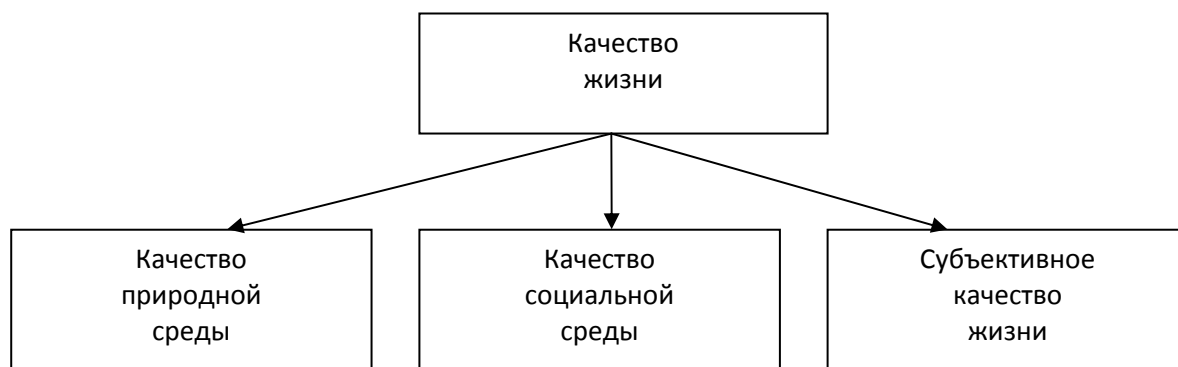 Качество
жизни
Качество
природной
среды
Качество
социальной
среды
Субъективное
качество
жизни